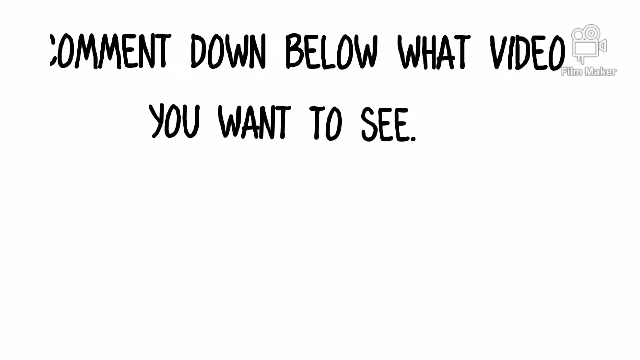 COMMENT DOWN BELOW WHAT VIDEO
YOU WANT TO SEE.
Film Maker